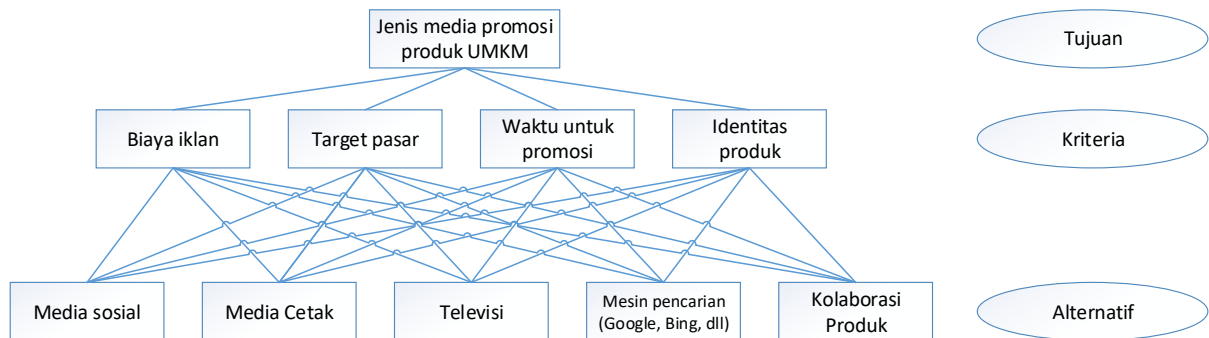 Jenis media promosi
produk UMKM
Tujuan
Biaya iklan
Target pasar
Waktu untuk
promosi
Identitas
produk
Kriteria
Media sosial
Media Cetak
Televisi
Mesin pencarian
(Google, Bing, dll)
Kolaborasi
Produk
Alternatif